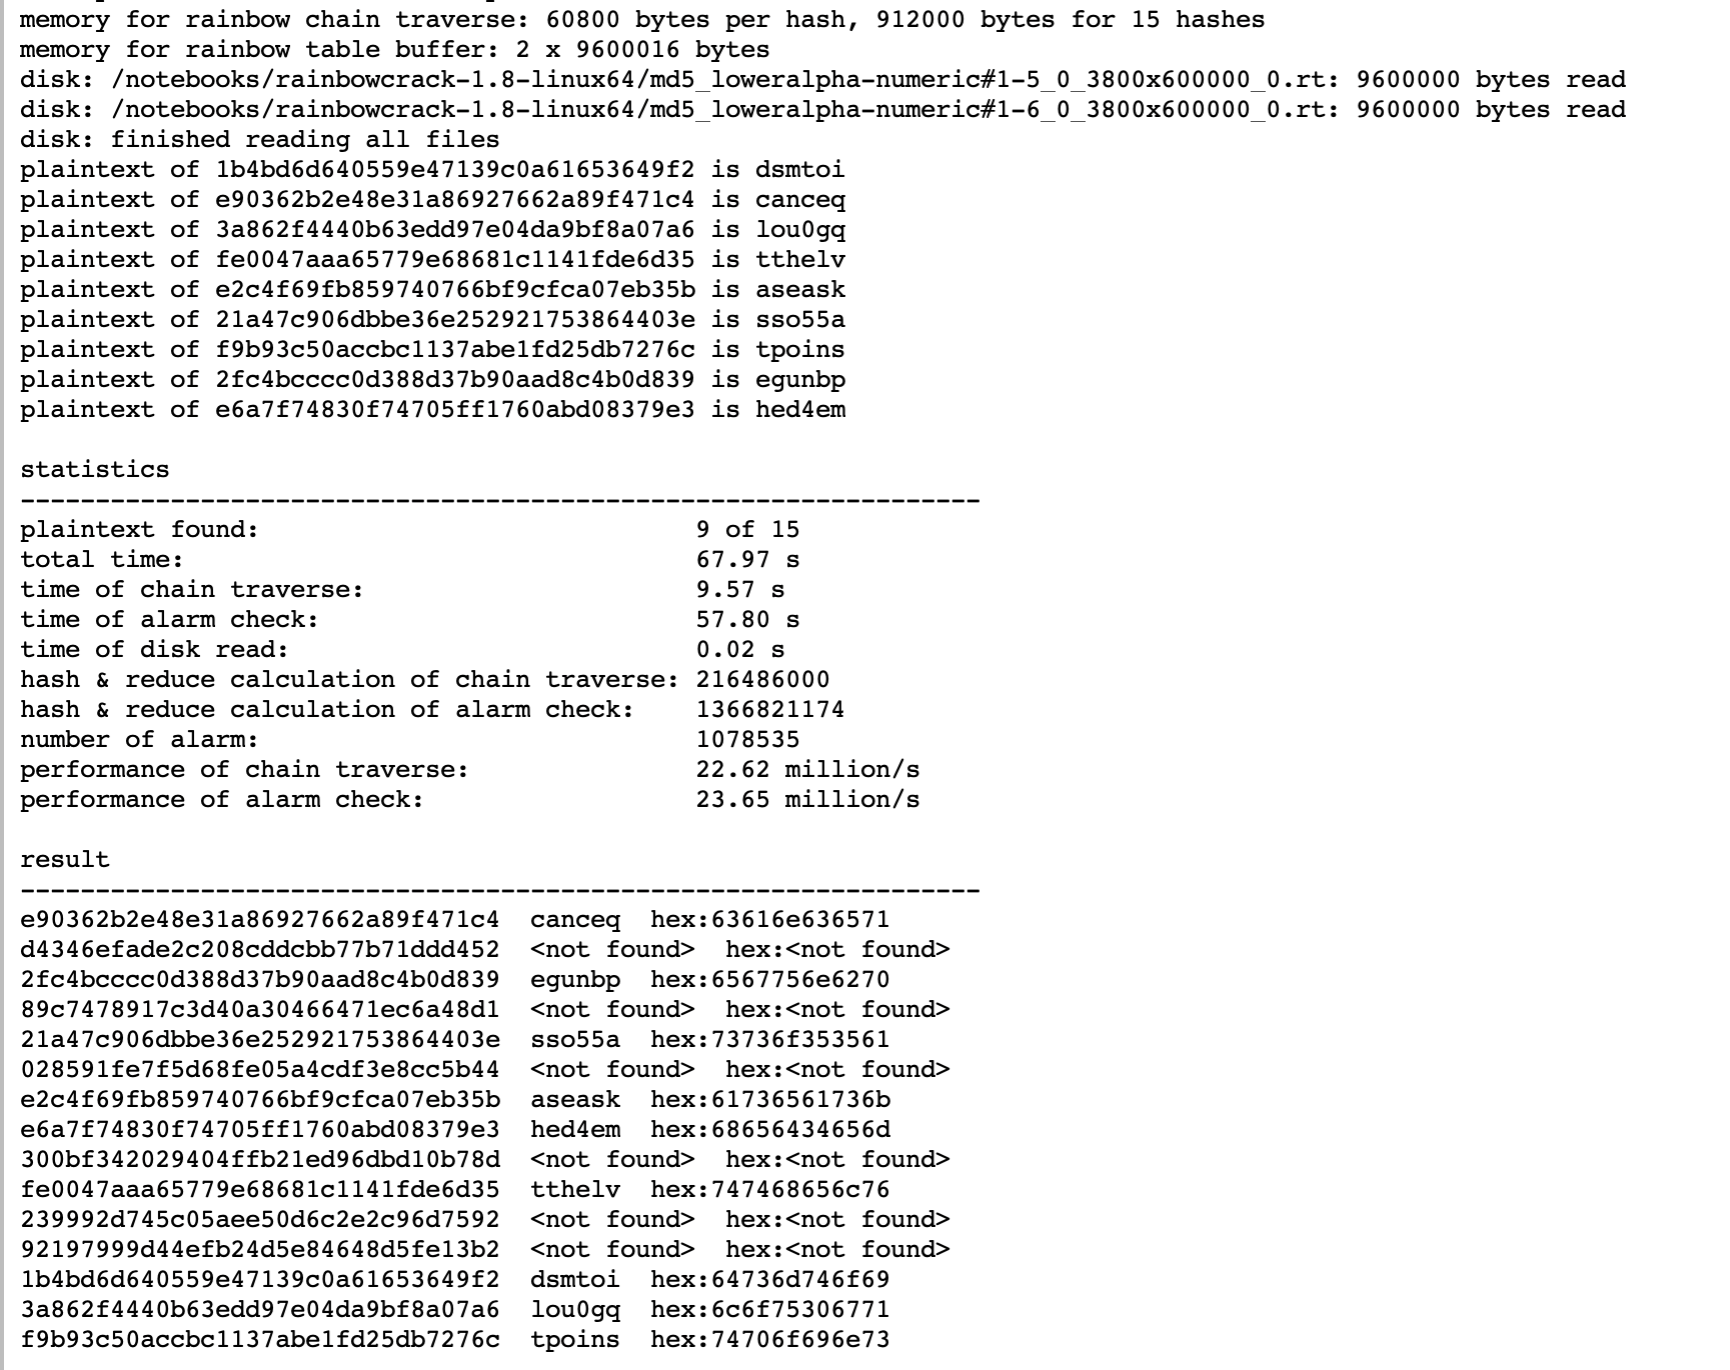 memory for rainbow chain traverse: 60800 bytes per hash, 912000 bytes for 15 hashes
memory for rainbow table buffer: 2 x 9600016 bytes
disk: /notebooks/rainbowcrack-1.8-linux64/md5_loweralpha-numeric#1-5_0_3800x600000_0.rt: 9600000 bytes read
disk: /notebooks/rainbowcrack-1.8-linux64/md5_loweralpha-numeric#1-6_0_3800x600000_0.rt: 9600000 bytes read
disk: finished reading all files
plaintext of 1b4bd6d640559e47139c0a61653649f2 is dsmtoi
plaintext of e90362b2e48e31a86927662a89f471c4 is canceq
plaintext of 3a862f4440b63edd97e04da9bf8a07a6 is lou0gq
plaintext of fe0047aaa65779e68681c1141fde6d35 is tthelv
plaintext of e2c4f69fb859740766bf9cfca07eb35b is aseask
plaintext of 21a47c906dbbe36e252921753864403e is sso55a
plaintext of f9b93c50accbc1137abe1fd25db7276c is tpoins
plaintext of 2fc4bcccc0d388d37b90aad8c4b0d839 is egunbp
plaintext of e6a7f74830f74705ff1760abd08379e3 is hed4em
statistics
----------------------------------------------------------------
plaintext found: 9 of 15
total time: 67.97 s
time of chain traverse: 9.57 s
time of alarm check: 57.80 s
time of disk read: 0.02 s
hash & reduce calculation of chain traverse: 216486000
hash & reduce calculation of alarm check: 1366821174
number of alarm: 1078535
performance of chain traverse: 22.62 million/s
performance of alarm check: 23.65 million/s
result
----------------------------------------------------------------
e90362b2e48e31a86927662a89f471c4  canceq  hex:63616e636571
d4346efade2c208cddcbb77b71ddd452  <not found>  hex:<not found>
2fc4bcccc0d388d37b90aad8c4b0d839  egunbp  hex:6567756e6270
89c7478917c3d40a30466471ec6a48d1  <not found>  hex:<not found>
21a47c906dbbe36e252921753864403e  sso55a  hex:73736f353561
028591fe7f5d68fe05a4cdf3e8cc5b44  <not found>  hex:<not found>
e2c4f69fb859740766bf9cfca07eb35b  aseask  hex:61736561736b
e6a7f74830f74705ff1760abd08379e3  hed4em  hex:68656434656d
300bf342029404ffb21ed96dbd10b78d  <not found>  hex:<not found>
fe0047aaa65779e68681c1141fde6d35  tthelv  hex:747468656c76
239992d745c05aee50d6c2e2c96d7592  <not found>  hex:<not found>
92197999d44efb24d5e84648d5fe13b2  <not found>  hex:<not found>
1b4bd6d640559e47139c0a61653649f2  dsmtoi  hex:64736d746f69
3a862f4440b63edd97e04da9bf8a07a6  lou0gq  hex:6c6f75306771
f9b93c50accbc1137abe1fd25db7276c  tpoins  hex:74706f696e73